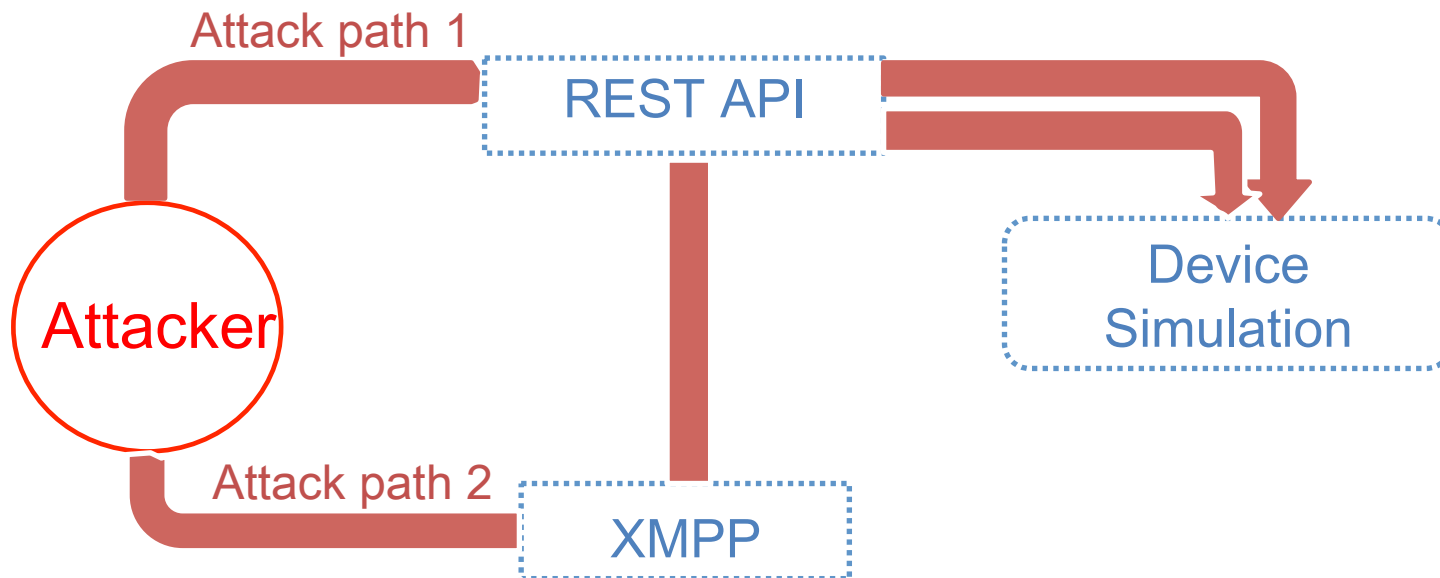 Attack path 1
REST API
Device
Simulation
Attacker
Attack path 2
XMPP